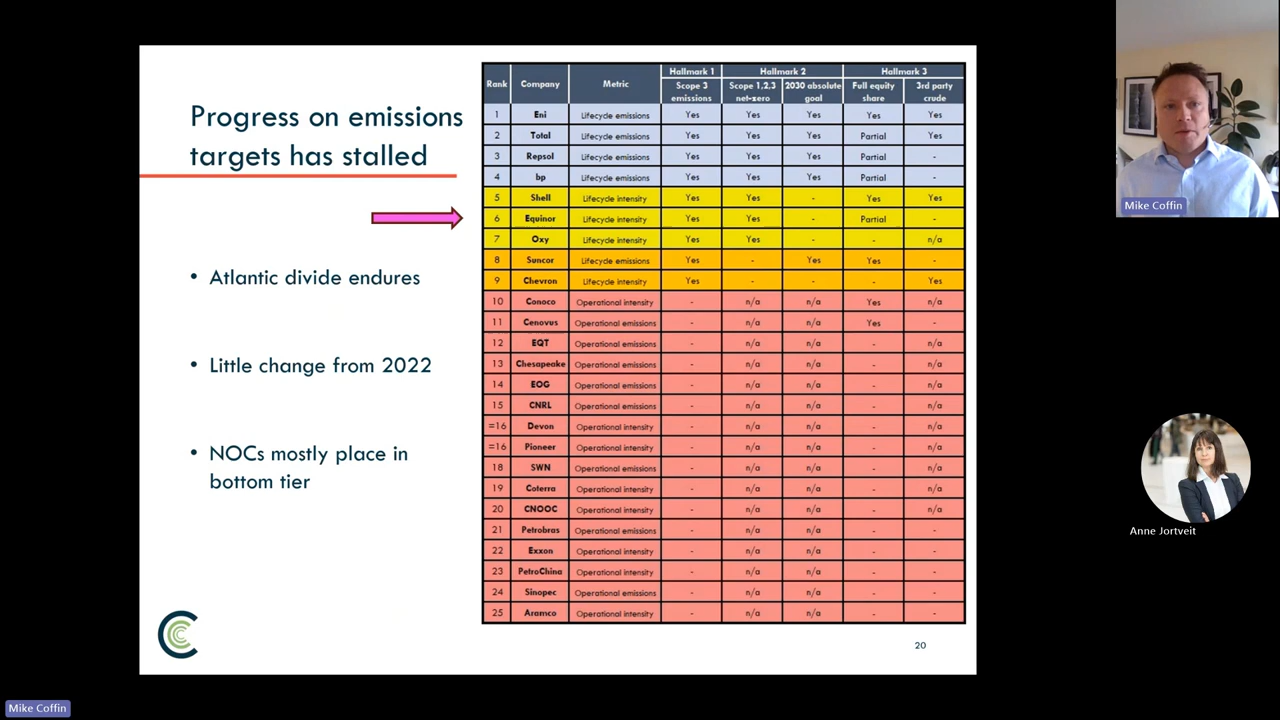 Progress on emissions
targets has stalled
• Atlantic divide endures
• Little change from 2022
• NOCs mostly place in
bottom tier
Hallmark 1 Hallmark 2 Hallmark 3
Rank Company Metric Scope 3 emissions Scope 1,2,3 net-zero 2030 absolute goal Full equity share 3rd party crude
1 Eni Lifecycle emissions Yes Yes Yes Yes Yes
2 Total Lifecycle emissions Yes Yes Yes Partial Yes
3 Repsol Lifecycle emissions Yes Yes Yes Partial -
4 bp Lifecycle emissions Yes Yes Yes Partial -
5 Shell Lifecycle intensity Yes Yes - Yes Yes
6 Equinor Lifecycle intensity Yes Yes - Partial -
7 Oxy Lifecycle intensity Yes Yes - - n/a
8 Suncor Lifecycle emissions Yes - Yes Yes -
9 Chevron Lifecycle intensity Yes - - - Yes
10 Conoco Operational intensity - n/a n/a Yes n/a
11 Cenovus Operational emissions - n/a n/a Yes -
12 EQT Operational emissions - n/a n/a - n/a
13 Chesapeake Operational emissions - n/a n/a - n/a
14 EOG Operational emissions - n/a n/a - n/a
15 CNRL Operational emissions - n/a n/a - n/a
=16 Devon Operational intensity - n/a n/a - n/a
=16 Pioneer Operational intensity - n/a n/a - n/a
18 SWN Operational emissions - n/a n/a - n/a
19 Coterra Operational intensity - n/a n/a - n/a
20 CNOOC Operational intensity - n/a n/a - n/a
21 Petrobras Operational emissions - n/a n/a - -
22 Exxon Operational intensity - n/a n/a - -
23 PetroChina Operational intensity - n/a n/a - -
24 Sinopec Operational emissions - n/a n/a - -
25 Aramco Operational intensity - n/a n/a - -
20
Mike Coffin
Anne Jortveit
Mike Coffin